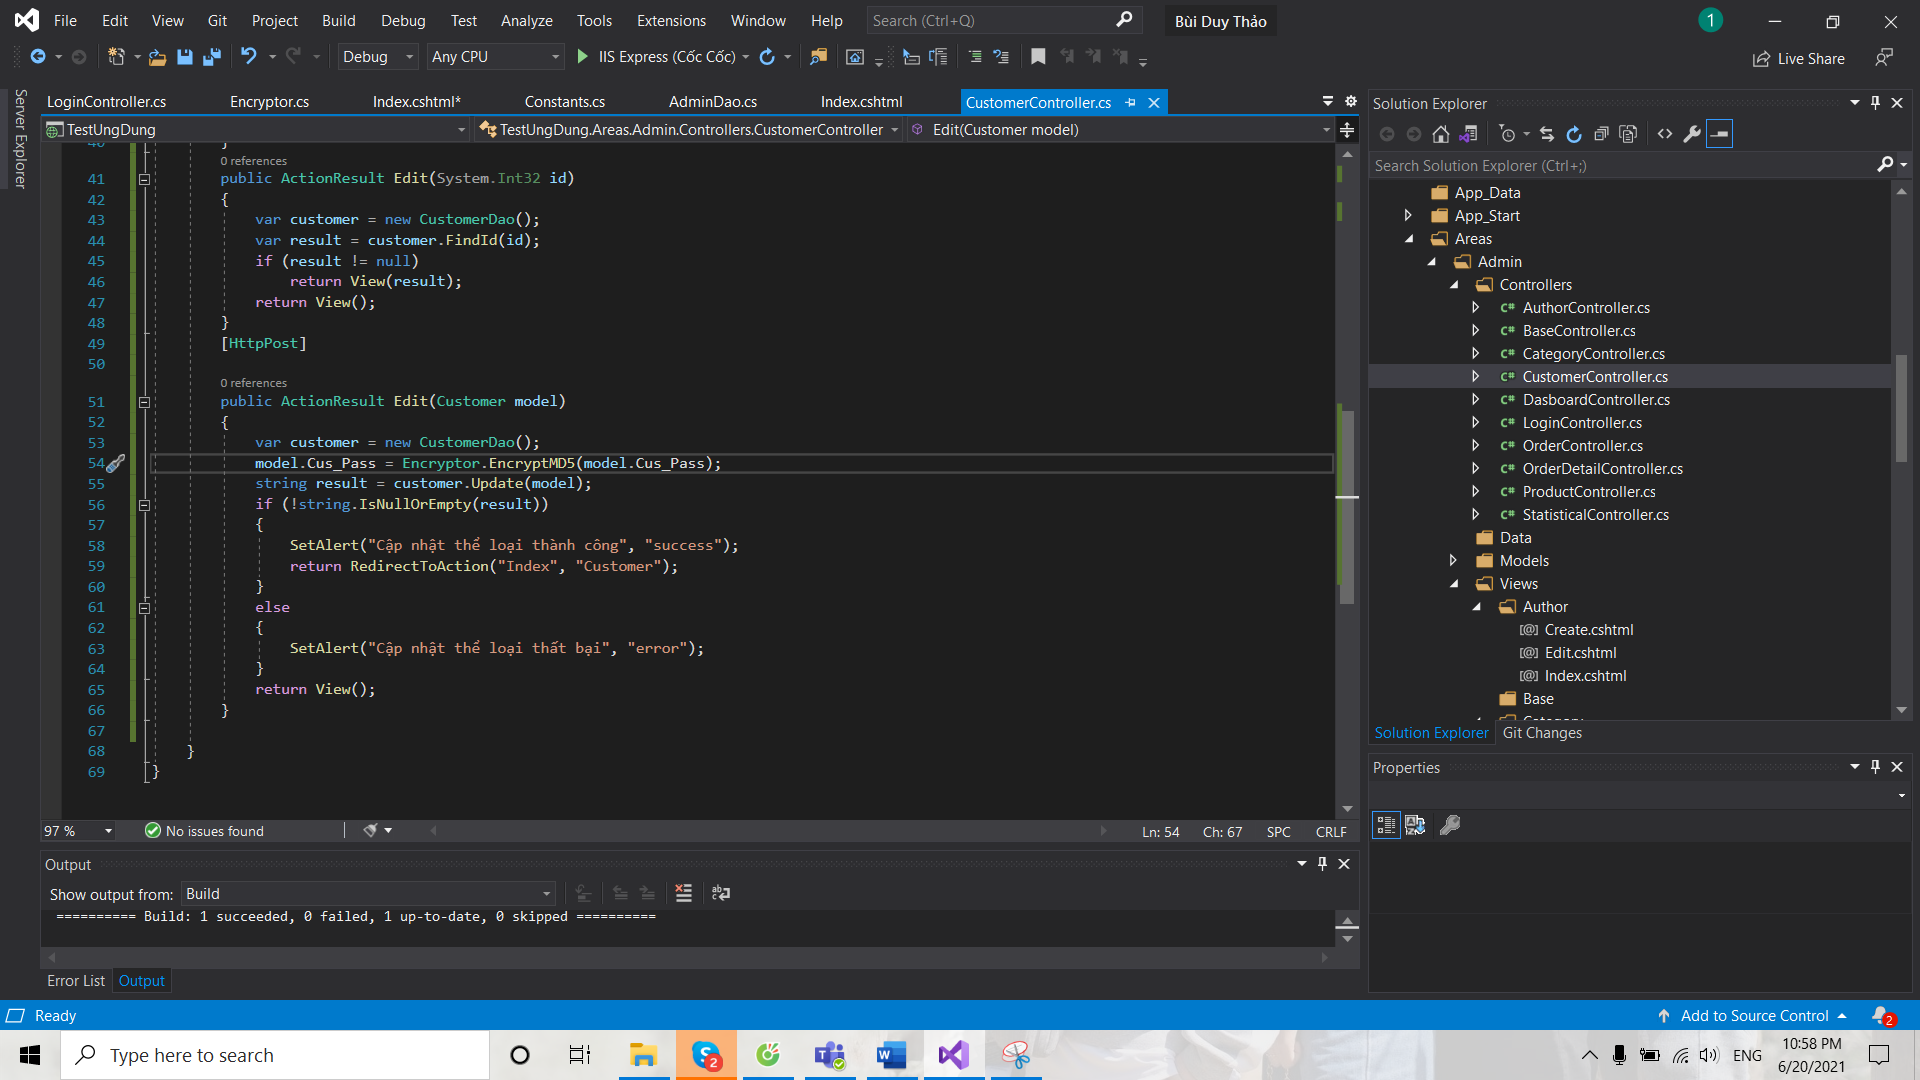 File Edit View Git Project Build Debug Test Analyze Tools Extensions Window Help Search (Ctrl+Q) Bùi Duy Thảo 1
Debug Any CPU IIS Express (Cốc Cốc) Live Share
Server Explorer
LoginController.cs Encryptor.cs Index.cshtml* Constants.cs AdminDao.cs Index.cshtml CustomerController.cs
TestUngDung TestUngDung.Areas.Admin.Controllers.CustomerController Edit(Customer model)
40 }
0 references
41 public ActionResult Edit(System.Int32 id)
42 {
43 var customer = new CustomerDao();
44 var result = customer.FindId(id);
45 if (result != null)
46 return View(result);
47 return View();
48 }
49 [HttpPost]
50
0 references
51 public ActionResult Edit(Customer model)
52 {
53 var customer = new CustomerDao();
54 model.Cus_Pass = Encryptor.EncryptMD5(model.Cus_Pass);
55 string result = customer.Update(model);
56 if (!string.IsNullOrEmpty(result))
57 {
58 SetAlert("Cập nhật thể loại thành công", "success");
59 return RedirectToAction("Index", "Customer");
60 }
61 else
62 {
63 SetAlert("Cập nhật thể loại thất bại", "error");
64 }
65 return View();
66 }
67
68 }
69 }
97 % No issues found Ln: 54 Ch: 67 SPC CRLF
Output
Show output from: Build
========== Build: 1 succeeded, 0 failed, 1 up-to-date, 0 skipped ==========
Error List Output
Solution Explorer
Search Solution Explorer (Ctrl+;)
App_Data
App_Start
Areas
Admin
Controllers
C# AuthorController.cs
C# BaseController.cs
C# CategoryController.cs
C# CustomerController.cs
C# DasboardController.cs
C# LoginController.cs
C# OrderController.cs
C# OrderDetailController.cs
C# ProductController.cs
C# StatisticalController.cs
Data
Models
Views
Author
[@] Create.cshtml
[@] Edit.cshtml
[@] Index.cshtml
Base
Category
Solution Explorer Git Changes
Properties
Ready Add to Source Control 2
Type here to search 2 ENG 10:58 PM
6/20/2021